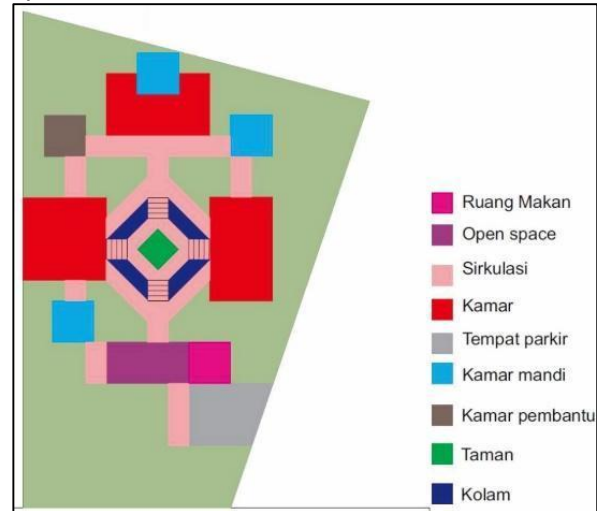 Ruang Makan
Open space
Sirkulasi
Kamar
Tempat parkir
Kamar mandi
Kamar pembantu
Taman
Kolam